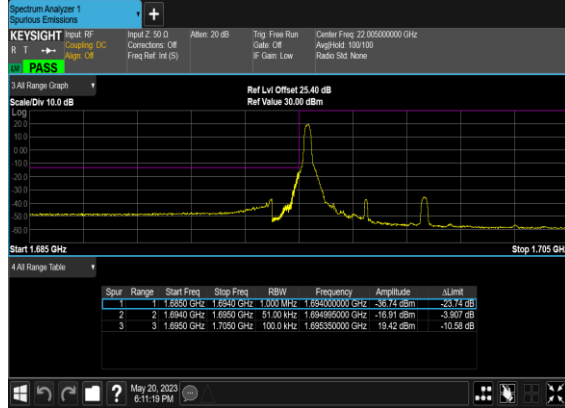 Spectrum Analyzer 1
Spurious Emissions
+
KEYSIGHT Input: RF Input Z: 50 Ω Atten: 20 dB Trig: Free Run Center Freq: 22.005000000 GHz
R T Coupling: DC Corrections: Off Gate: Off Avg|Hold: 100/100
Align: Off Freq Ref: Int (S) IF Gain: Low Radio Std: None
PASS
3 All Range Graph
Ref Lvl Offset 25.40 dB
Scale/Div 10.0 dB Ref Value 30.00 dBm
Log
20.0
10.0
0.00
-10.0
-20.0
-30.0
-40.0
-50.0
-60.0
Start 1.685 GHz Stop 1.705 GH
4 All Range Table
Spur Range Start Freq Stop Freq RBW Frequency Amplitude ΔLimit
1 1 1.6850 GHz 1.6940 GHz 1.000 MHz 1.694000000 GHz -36.74 dBm -23.74 dB
2 2 1.6940 GHz 1.6950 GHz 51.00 kHz 1.694995000 GHz -16.91 dBm -3.907 dB
3 3 1.6950 GHz 1.7050 GHz 100.0 kHz 1.695350000 GHz 19.42 dBm -10.58 dB
? May 20, 2023
6:11:19 PM